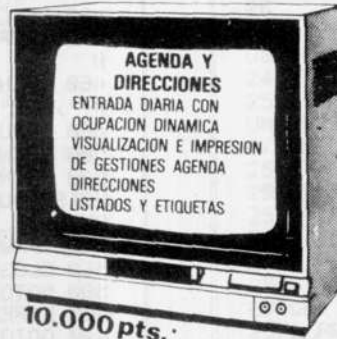 AGENDA Y
DIRECCIONES
ENTRADA DIARIA CON
OCUPACION DINAMICA
VISUALIZACION E IMPRESION
DE GESTIONES AGENDA
DIRECCIONES
LISTADOS Y ETIQUETAS
10.000 pts.